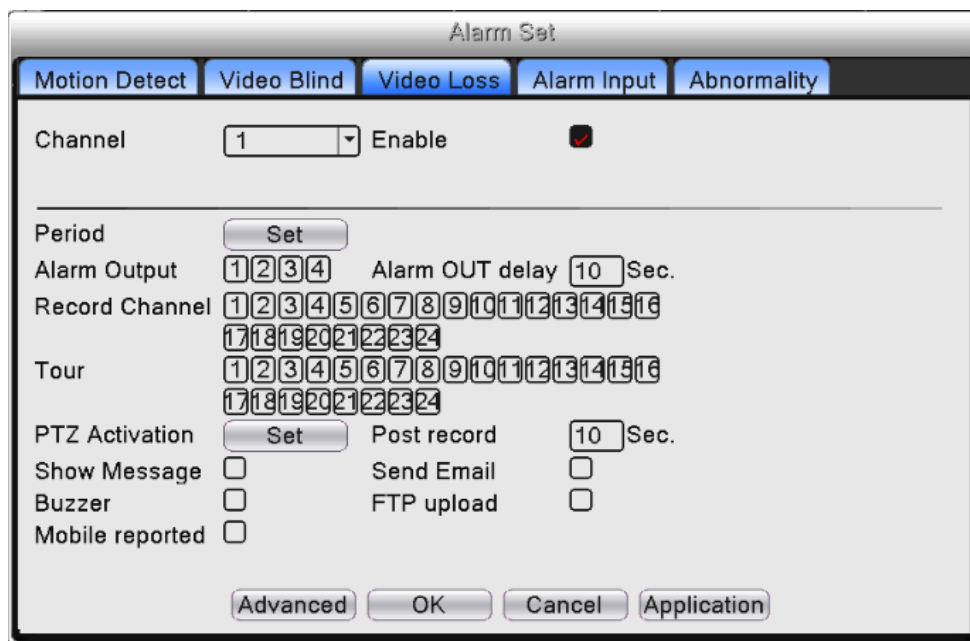 Alarm Set
Motion Detect Video Blind Video Loss Alarm Input Abnormality
Channel 1 Enable
Period Set
Alarm Output 1 2 3 4 Alarm OUT delay 10 Sec.
Record Channel 1 2 3 4 5 6 7 8 9 10 11 12 13 14 15 16
17 18 19 20 21 22 23 24
Tour 1 2 3 4 5 6 7 8 9 10 11 12 13 14 15 16
17 18 19 20 21 22 23 24
PTZ Activation Set Post record 10 Sec.
Show Message Send Email
Buzzer FTP upload
Mobile reported
Advanced OK Cancel Application